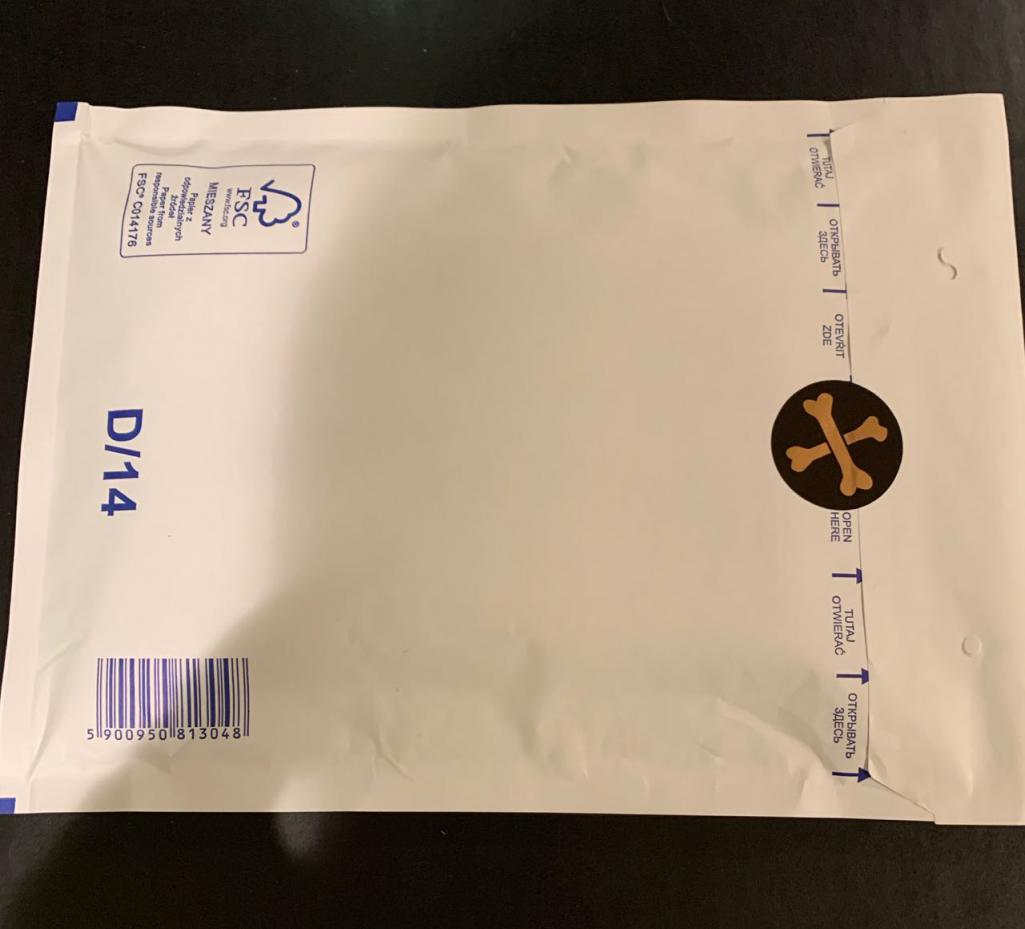 FSC®
www.fsc.org
MIESZANY
Papier z
odpowiedzialnych
źródeł
Paper from
responsible sources
FSC® C014176
D/14
5 900950 813048
TUTAJ
OTWIERAĆ
ОТКРЫВАТЬ
ЗДЕСЬ
OTEVŘIT
ZDE
OPEN
HERE
TUTAJ
OTWIERAĆ
ОТКРЫВАТЬ
ЗДЕСЬ